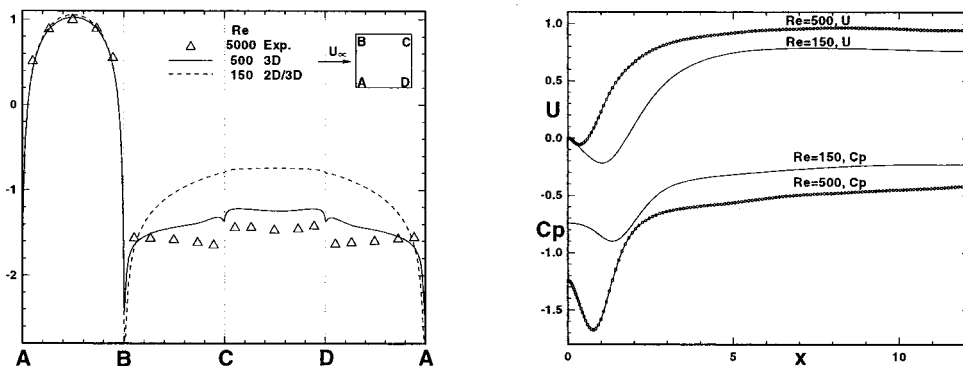 Re
5000 Exp.
500 3D
150 2D/3D
U∞
B C
A D
1
0
-1
-2
A B C D A
1.0
0.5
U
0.0
-0.5
Cp
-1.0
-1.5
Re=500, U
Re=150, U
Re=150, Cp
Re=500, Cp
0 5 X 10